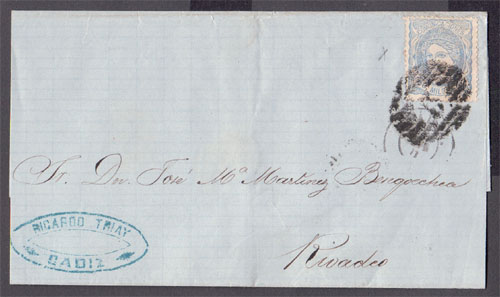 Sr. Dn. José Ma. Martinez Bengoechea
Rivadeo
RICARDO TRIAY
CADIZ